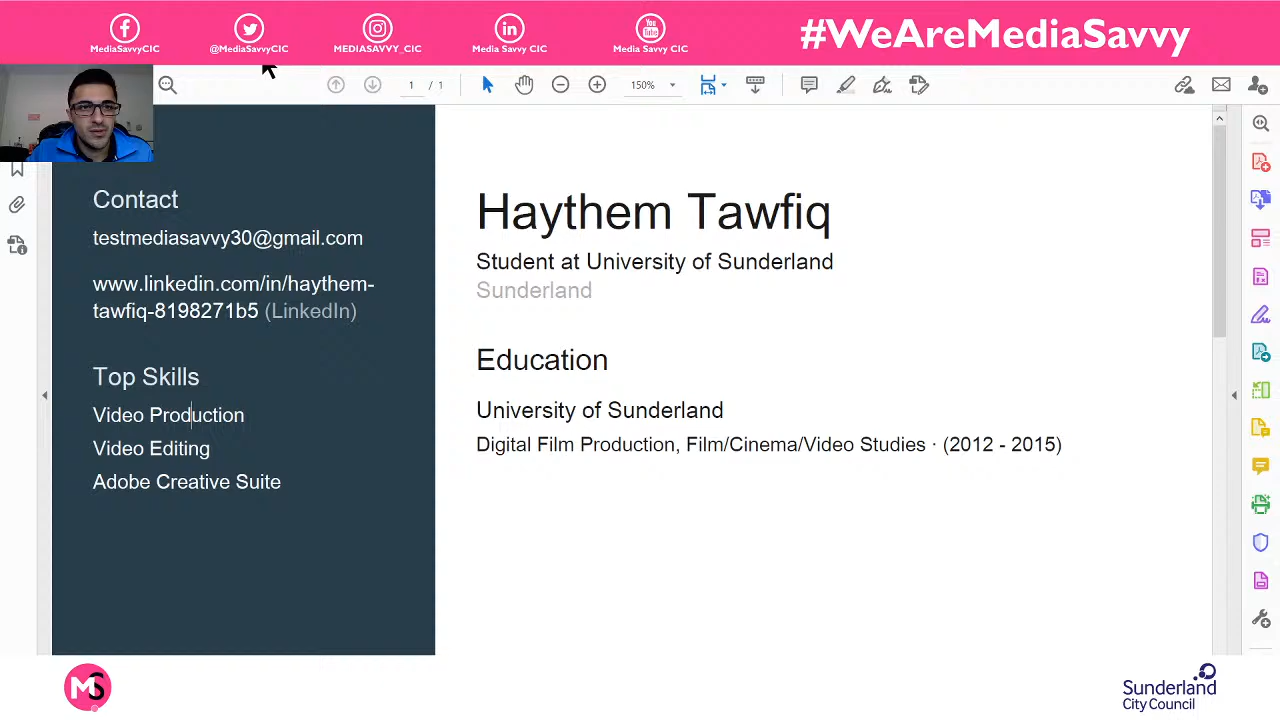 MediaSavvyCIC
@MediaSavvyCIC
MEDIASAVVY_CIC
Media Savvy CIC
You Tube
Media Savvy CIC
#WeAreMediaSavvy
1 / 1
150%
Contact
testmediasavvy30@gmail.com
www.linkedin.com/in/haythem-
tawfiq-8198271b5 (LinkedIn)
Top Skills
Video Production
Video Editing
Adobe Creative Suite
Haythem Tawfiq
Student at University of Sunderland
Sunderland
Education
University of Sunderland
Digital Film Production, Film/Cinema/Video Studies · (2012 - 2015)
MS
Sunderland
City Council